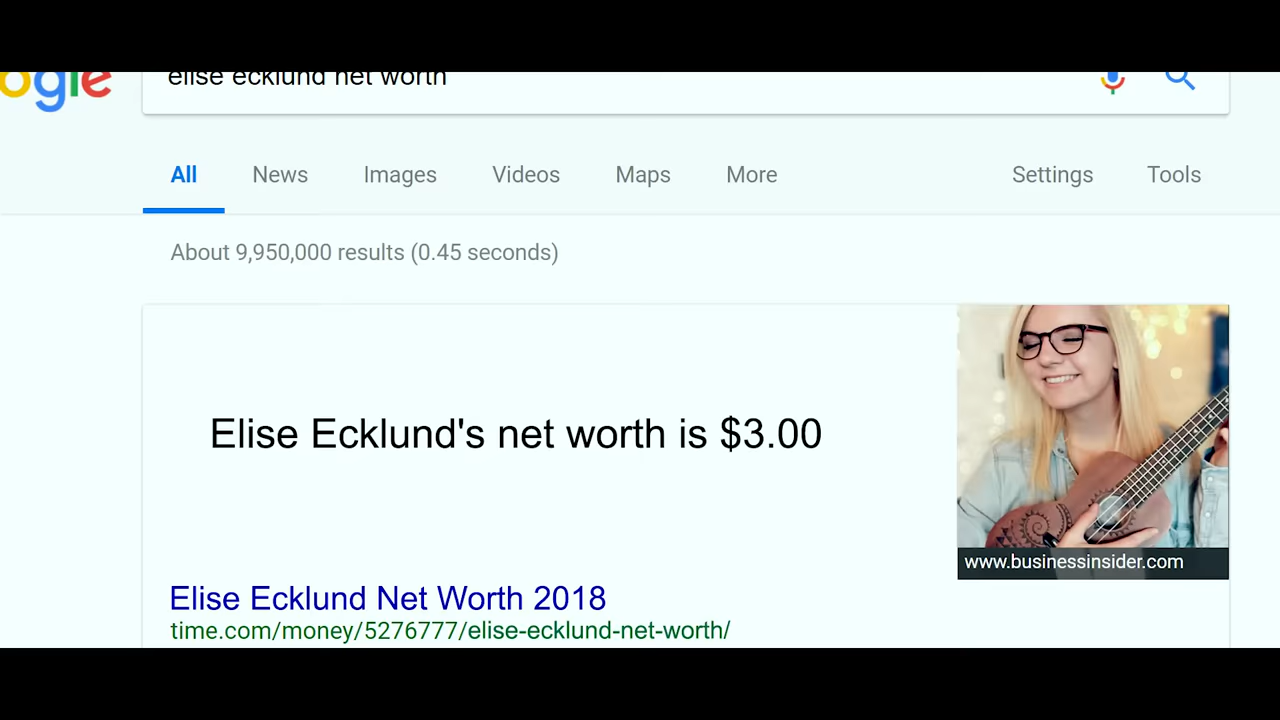 ogle
elise ecklund net worth
All News Images Videos Maps More Settings Tools
About 9,950,000 results (0.45 seconds)
Elise Ecklund's net worth is $3.00
www.businessinsider.com
Elise Ecklund Net Worth 2018
time.com/money/5276777/elise-ecklund-net-worth/